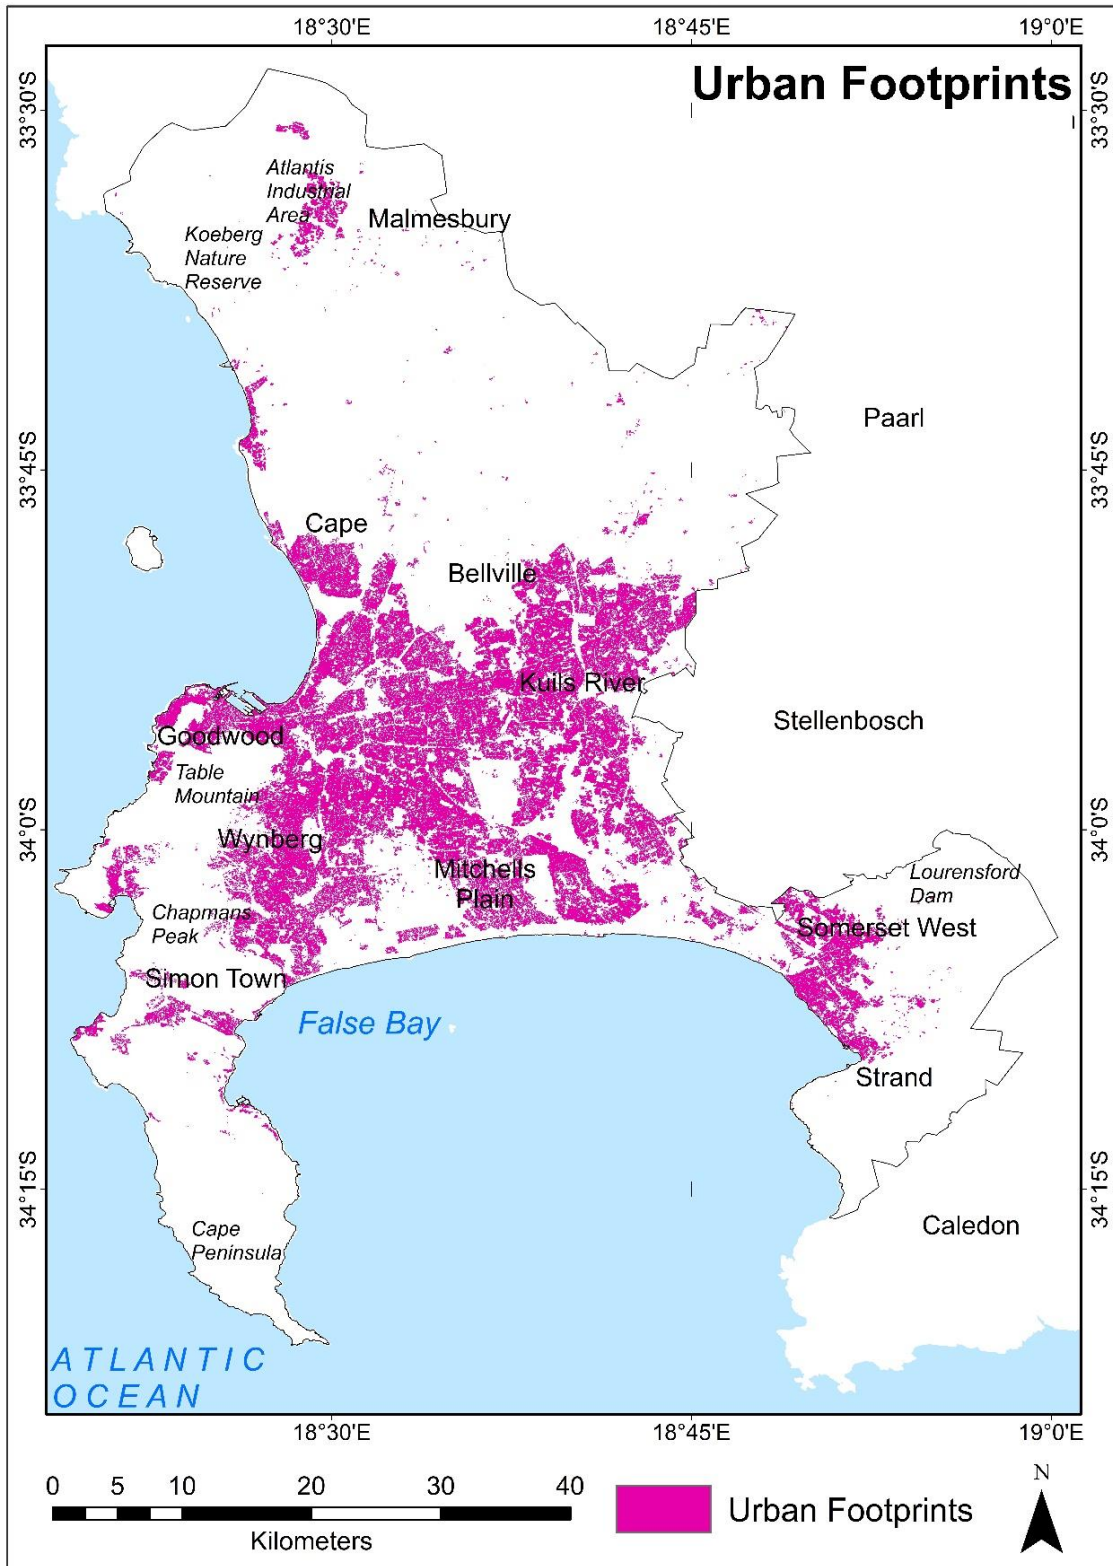 18°30'E 18°45'E 19°0'E
Urban Footprints
33°30'S 33°30'S
Atlantis
Industrial
Area
Malmesbury
Koeberg
Nature
Reserve
Paarl
33°45'S 33°45'S
Cape
Bellville
Kuils River
Stellenbosch
Goodwood
Table
Mountain
34°0'S 34°0'S
Wynberg
Mitchells
Plain
Lourensford
Dam
Chapmans
Peak
Somerset West
Simon Town
False Bay
Strand
34°15'S 34°15'S
Cape
Peninsula
Caledon
ATLANTIC
OCEAN
18°30'E 18°45'E 19°0'E
0 5 10 20 30 40
Kilometers
Urban Footprints
N